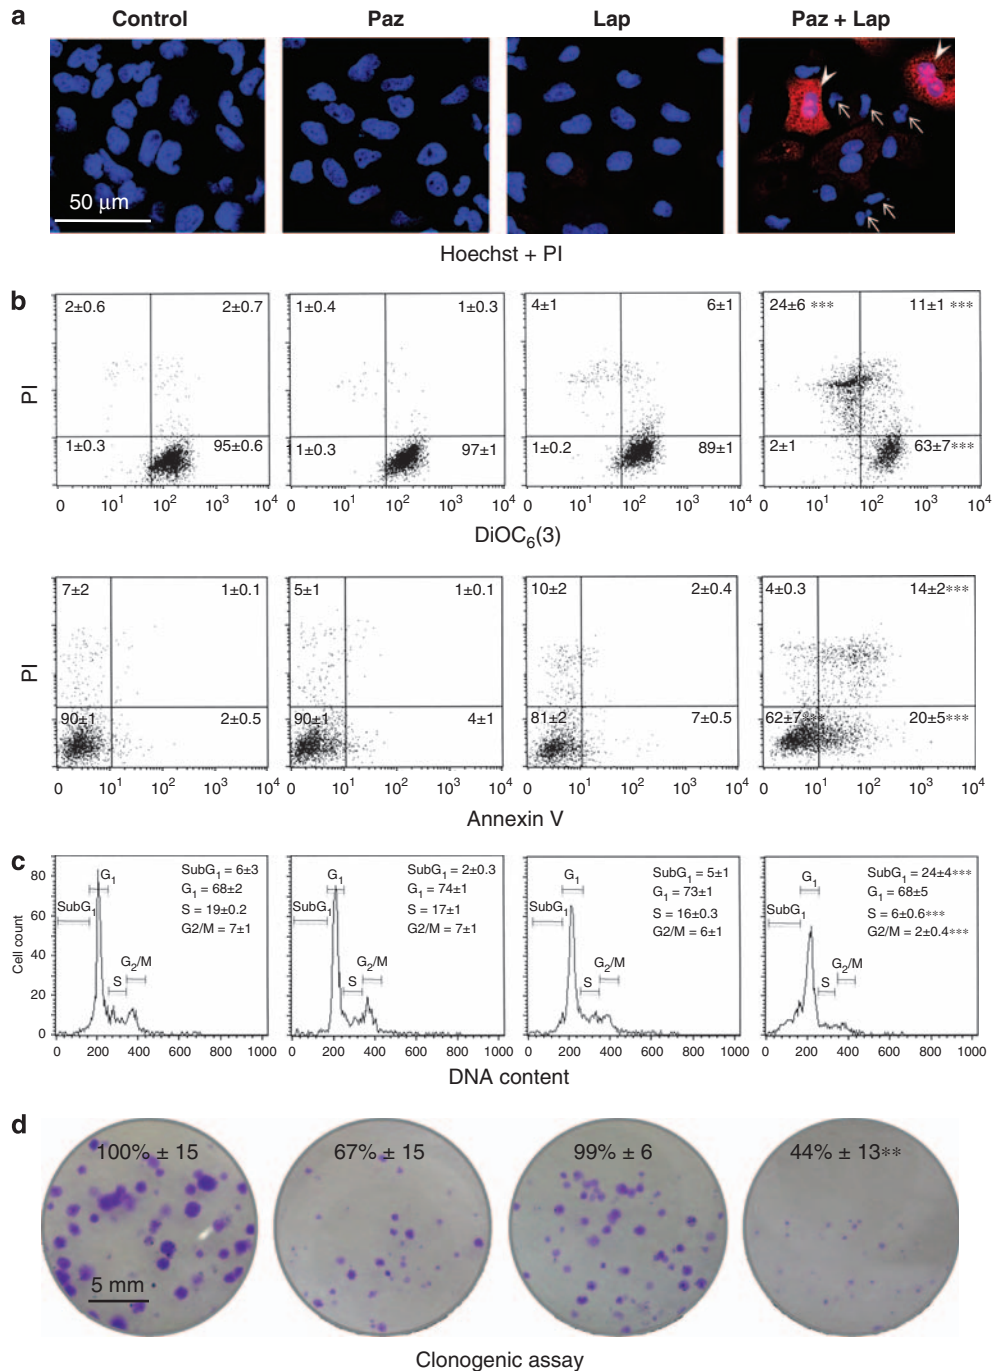 a Control Paz Lap Paz + Lap
50 μm
Hoechst + PI
b
PI
2±0.6 2±0.7 1±0.4 1±0.3 4±1 6±1 24±6 *** 11±1 ***
1±0.3 95±0.6 1±0.3 97±1 1±0.2 89±1 2±1 63±7***
0 10¹ 10² 10³ 10⁴ 0 10¹ 10² 10³ 10⁴ 0 10¹ 10² 10³ 10⁴ 0 10¹ 10² 10³ 10⁴
DiOC₆(3)
PI
7±2 1±0.1 5±1 1±0.1 10±2 2±0.4 4±0.3 14±2***
90±1 2±0.5 90±1 4±1 81±2 7±0.5 62±7*** 20±5***
0 10¹ 10² 10³ 10⁴ 0 10¹ 10² 10³ 10⁴ 0 10¹ 10² 10³ 10⁴ 0 10¹ 10² 10³ 10⁴
Annexin V
c
Cell count
80
60
40
20
0
G₁
SubG₁
S
G₂/M
SubG₁ = 6±3
G₁ = 68±2
S = 19±0.2
G2/M = 7±1
G₁
SubG₁
S
G₂/M
SubG₁ = 2±0.3
G₁ = 74±1
S = 17±1
G2/M = 7±1
G₁
SubG₁
S
G₂/M
SubG₁ = 5±1
G₁ = 73±1
S = 16±0.3
G2/M = 6±1
G₁
SubG₁
S
G₂/M
SubG₁ = 24±4***
G₁ = 68±5
S = 6±0.6***
G2/M = 2±0.4***
0 200 400 600 800 1000 0 200 400 600 800 1000 0 200 400 600 800 1000 0 200 400 600 800 1000
DNA content
d
100% ± 15 67% ± 15 99% ± 6 44% ± 13**
5 mm
Clonogenic assay